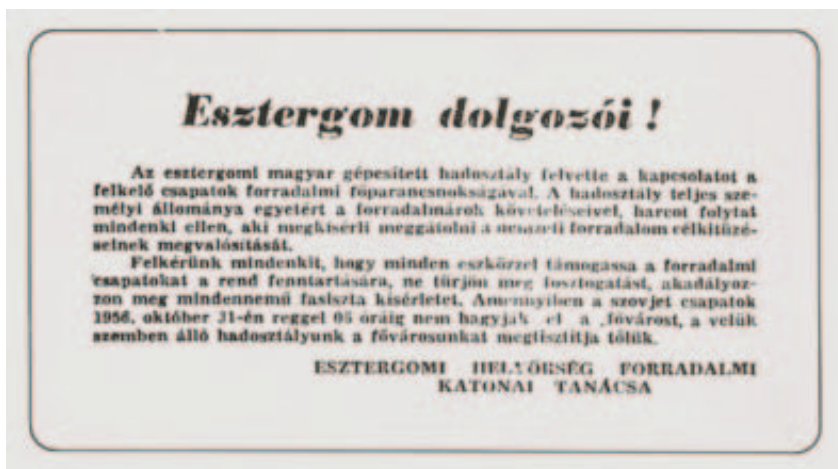 Esztergom dolgozói !
Az esztergomi magyar gépesített hadosztály felvette a kapcsolatot a
felkelő csapatok forradalmi főparancsnokságával. A hadosztály teljes sze-
mélyi állománya egyetért a forradalmárok követeléseivel, harcot folytat
mindenki ellen, aki megkísérli meggátolni a nemzeti forradalom célkitűzé-
seinek megvalósítását.
Felkérünk mindenkit, hogy minden eszközzel támogassa a forradalmi
csapatokat a rend fenntartására, ne tűrjön meg fosztogatást, akadályoz-
zon meg mindennemű fasiszta kísérletet. Amennyiben a szovjet csapatok
1956. október 31-én reggel 05 óráig nem hagyják el a fővárost, a velük
szemben álló hadosztályunk a fővárosunkat megtisztítja tőlük.
ESZTERGOMI HELYŐRSÉG FORRADALMI
KATONAI TANÁCSA